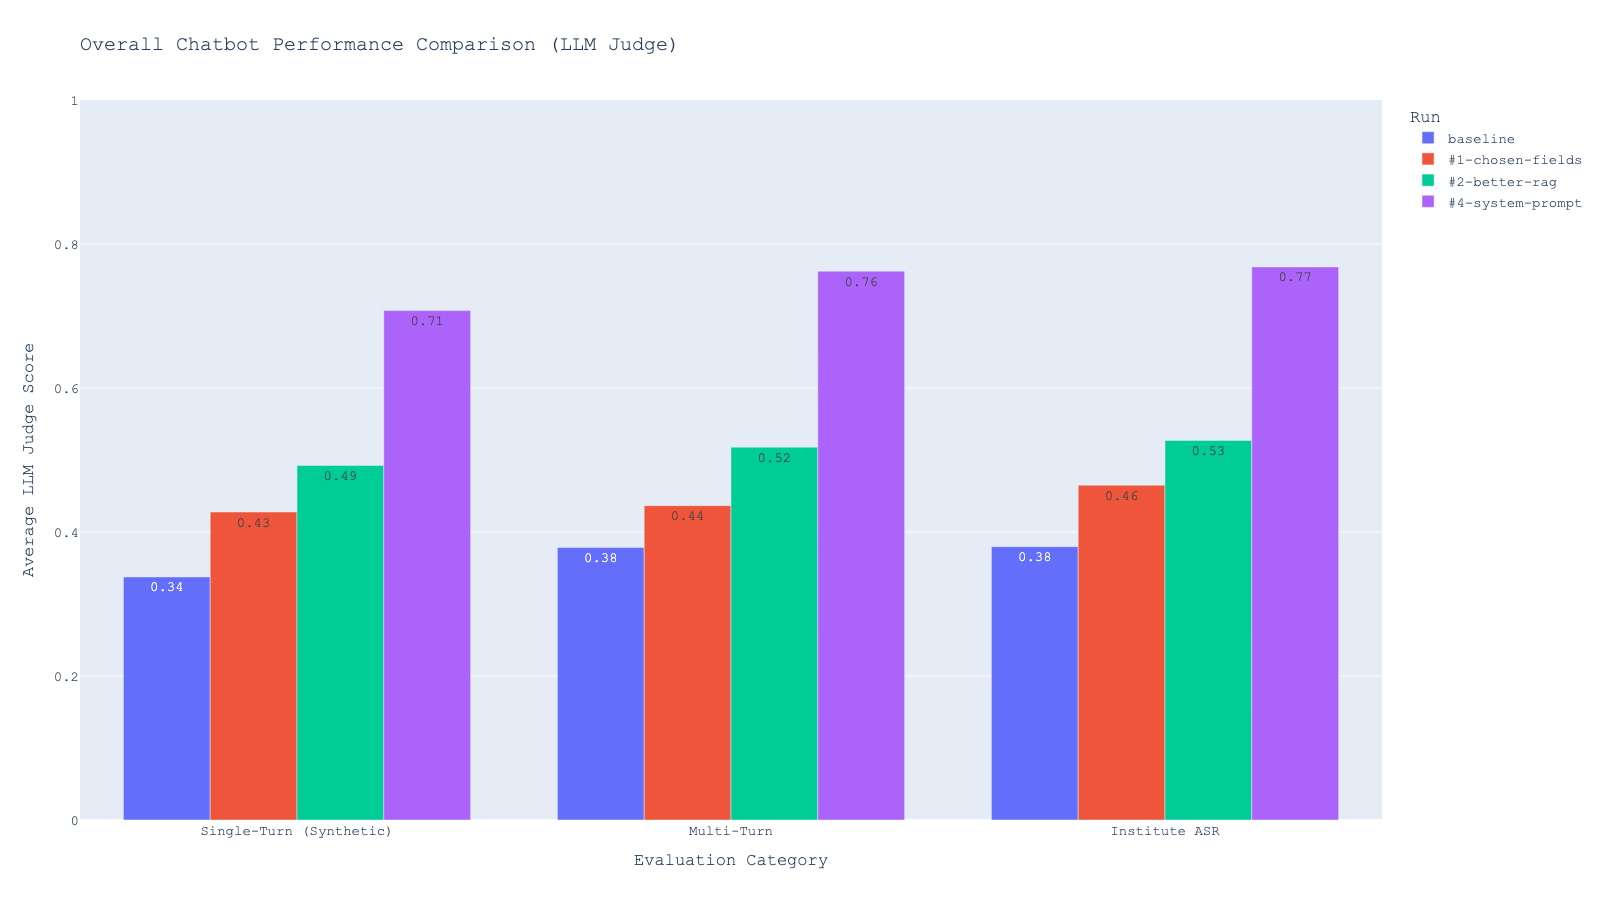 Overall Chatbot Performance Comparison (LLM Judge)
Run
baseline
#1-chosen-fields
#2-better-rag
#4-system-prompt
Average LLM Judge Score
1
0.8
0.6
0.4
0.2
0
0.34
0.43
0.49
0.71
0.38
0.44
0.52
0.76
0.38
0.46
0.53
0.77
Single-Turn (Synthetic)
Multi-Turn
Institute ASR
Evaluation Category